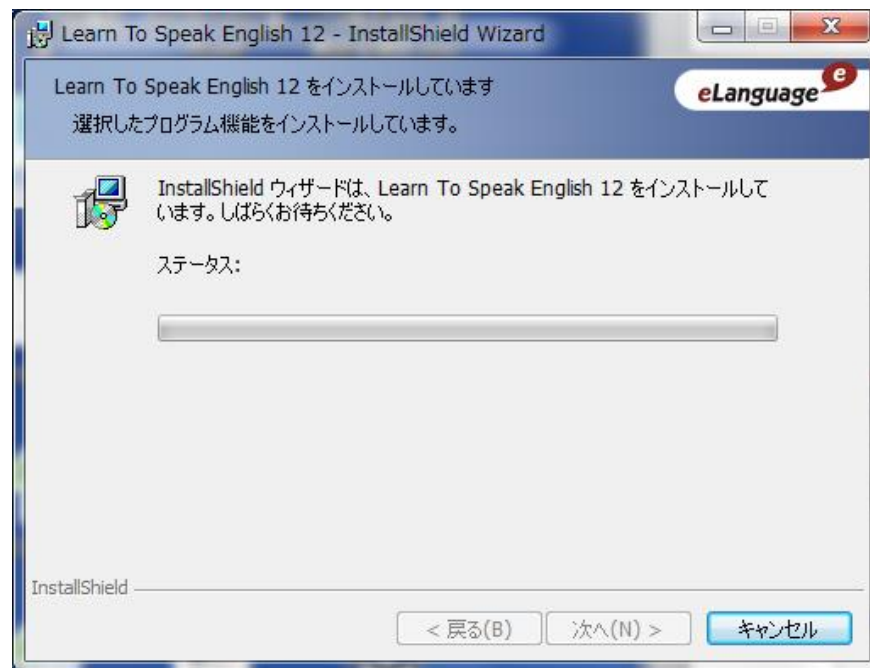 Learn To Speak English 12 - InstallShield Wizard
Learn To Speak English 12 をインストールしています
選択したプログラム機能をインストールしています。
eLanguage e
InstallShield ウィザードは、Learn To Speak English 12 をインストールして
います。しばらくお待ちください。
ステータス:
InstallShield
< 戻る(B)
次へ(N) >
キャンセル